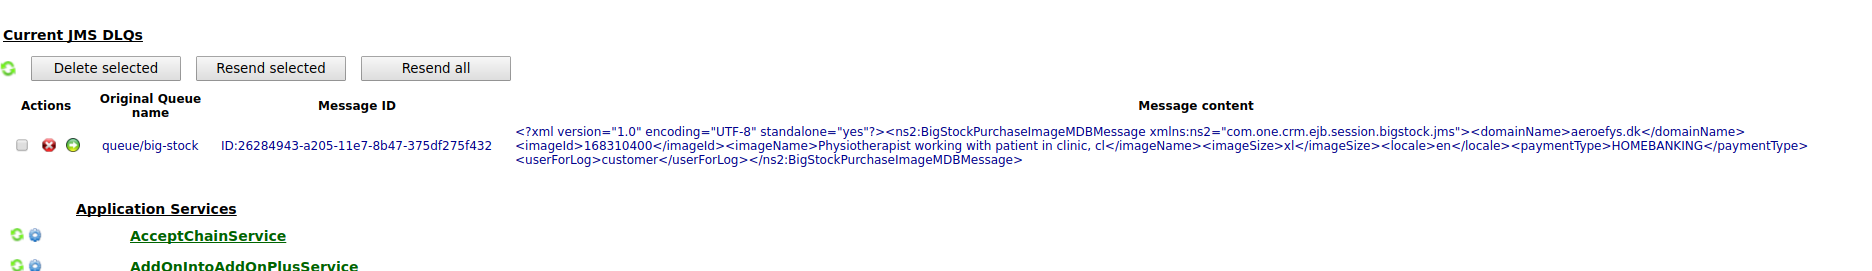 Current JMS DLQs
Delete selected Resend selected Resend all
Actions Original Queue name Message ID Message content
queue/big-stock ID:26284943-a205-11e7-8b47-375df275f432 <?xml version="1.0" encoding="UTF-8" standalone="yes"?><ns2:BigStockPurchaseImageMDBMessage xmlns:ns2="com.one.crm.ejb.session.bigstock.jms"><domainName>aeroefys.dk</domainName>
<imageId>168310400</imageId><imageName>Physiotherapist working with patient in clinic, cl</imageName><imageSize>xl</imageSize><locale>en</locale><paymentType>HOMEBANKING</paymentType>
<userForLog>customer</userForLog></ns2:BigStockPurchaseImageMDBMessage>
Application Services
AcceptChainService
AddOnIntoAddOnPlusService